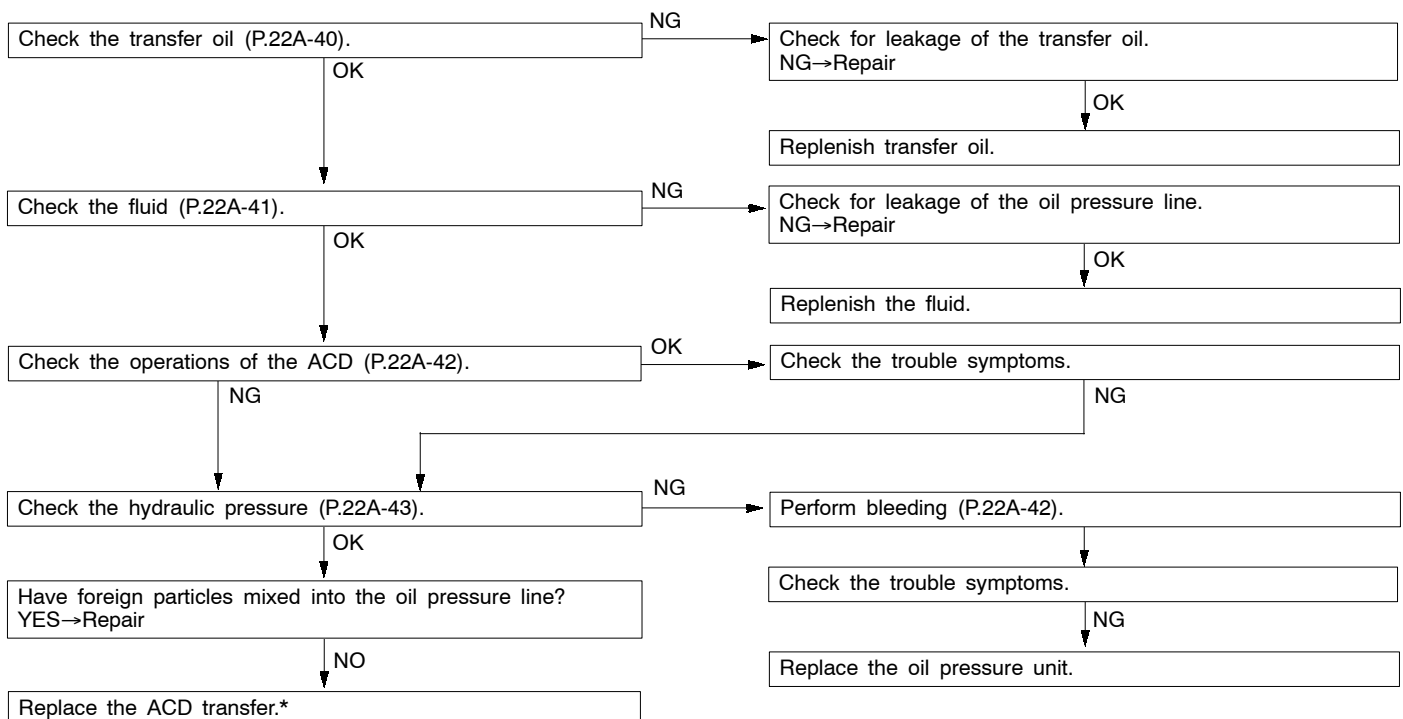 Check the transfer oil (P.22A-40).
NG
Check for leakage of the transfer oil.
NG→Repair
OK
OK
Replenish transfer oil.
Check the fluid (P.22A-41).
NG
Check for leakage of the oil pressure line.
NG→Repair
OK
OK
Replenish the fluid.
Check the operations of the ACD (P.22A-42).
OK
Check the trouble symptoms.
NG
NG
Check the hydraulic pressure (P.22A-43).
NG
Perform bleeding (P.22A-42).
OK
Check the trouble symptoms.
Have foreign particles mixed into the oil pressure line?
YES→Repair
NG
NO
Replace the oil pressure unit.
Replace the ACD transfer.*